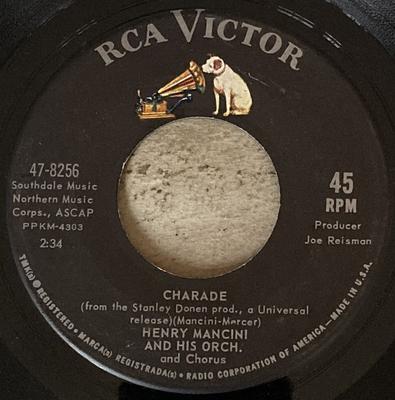 RCA VICTOR
47-8256
Southdale Music
Northern Music
Corps., ASCAP
PPKM-4303
2:34
45
RPM
Producer
Joe Reisman
CHARADE
(from the Stanley Donen prod., a Universal
release)(Mancini-Mercer)
HENRY MANCINI
AND HIS ORCH.
and Chorus
TMK(s) ® REGISTERED • MARCA(s) REGISTRADA(s) • RADIO CORPORATION OF AMERICA—MADE IN U.S.A.